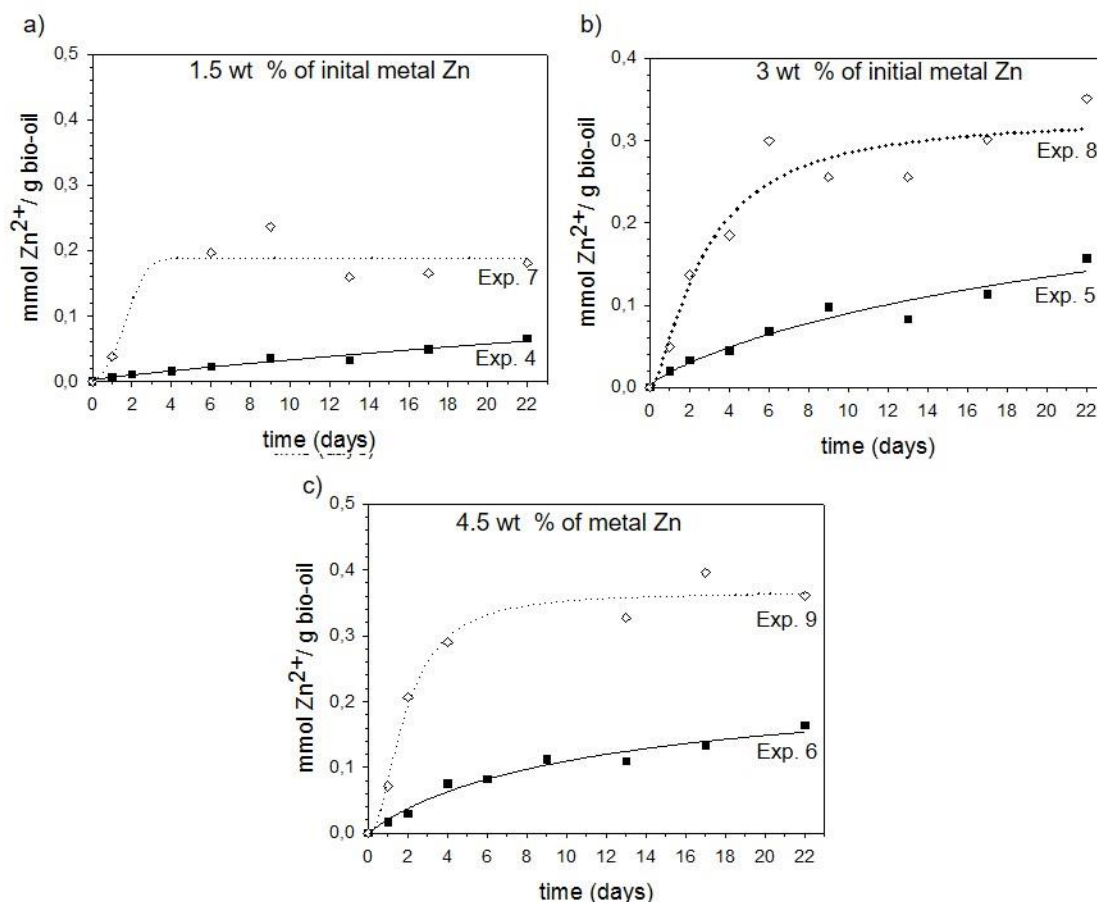 a)
1.5 wt % of inital metal Zn
mmol Zn2+/ g bio-oil
0,5
0,4
0,3
0,2
0,1
0,0
Exp. 7
Exp. 4
0 2 4 6 8 10 12 14 16 18 20 22
time (days)
time (days)
b)
3 wt % of initial metal Zn
mmol Zn2+/ g bio-oil
0,4
0,3
0,2
0,1
0,0
Exp. 8
Exp. 5
0 2 4 6 8 10 12 14 16 18 20 22
time (days)
c)
4.5 wt % of metal Zn
mmol Zn2+/ g bio-oil
0,5
0,4
0,3
0,2
0,1
0,0
Exp. 9
Exp. 6
0 2 4 6 8 10 12 14 16 18 20 22
time (days)